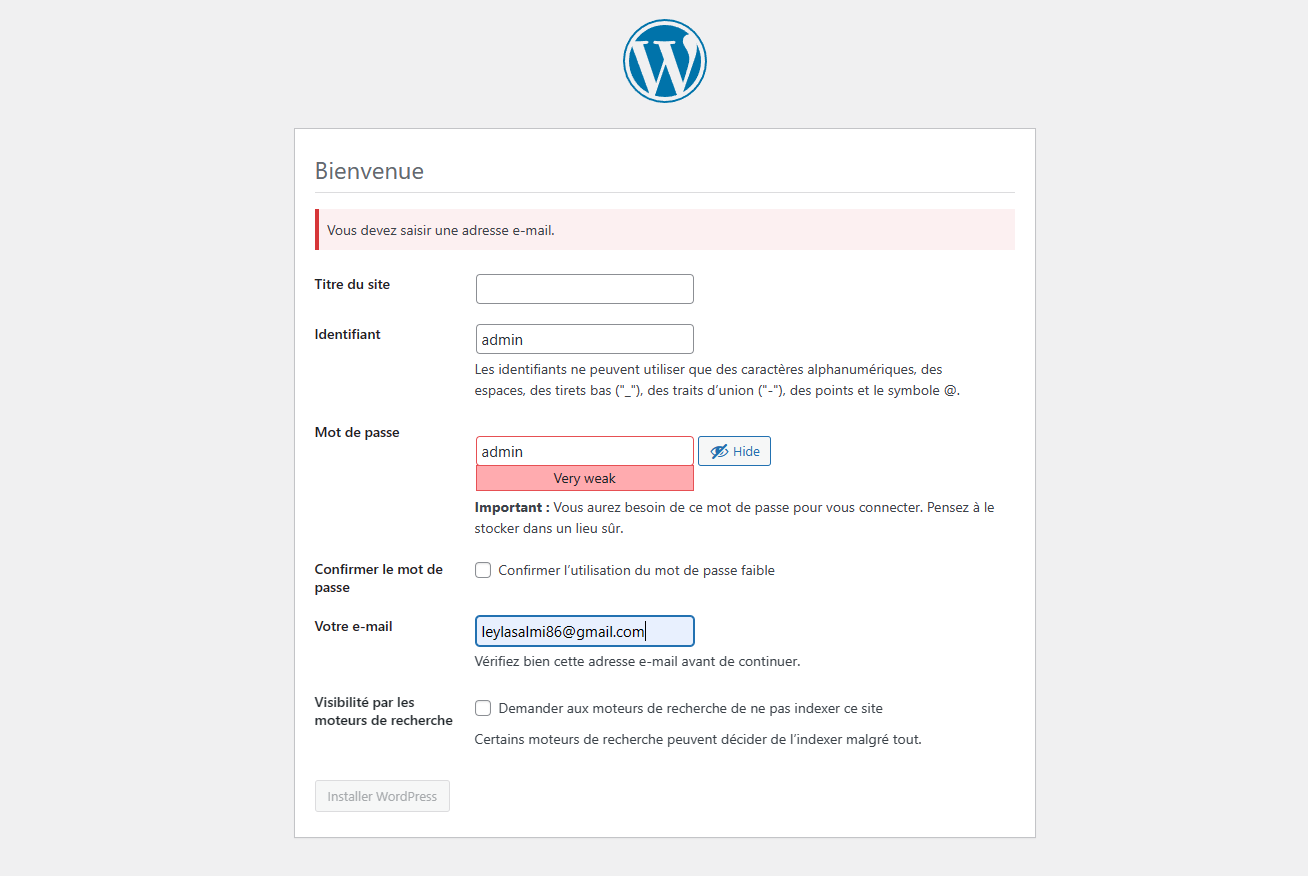 Bienvenue
Vous devez saisir une adresse e-mail.
Titre du site
Identifiant
admin
Les identifiants ne peuvent utiliser que des caractères alphanumériques, des
espaces, des tirets bas ("_"), des traits d’union ("-"), des points et le symbole @.
Mot de passe
admin
Hide
Very weak
Important : Vous aurez besoin de ce mot de passe pour vous connecter. Pensez à le
stocker dans un lieu sûr.
Confirmer le mot de
passe
Confirmer l’utilisation du mot de passe faible
Votre e-mail
leylasalmi86@gmail.com
Vérifiez bien cette adresse e-mail avant de continuer.
Visibilité par les
moteurs de recherche
Demander aux moteurs de recherche de ne pas indexer ce site
Certains moteurs de recherche peuvent décider de l’indexer malgré tout.
Installer WordPress